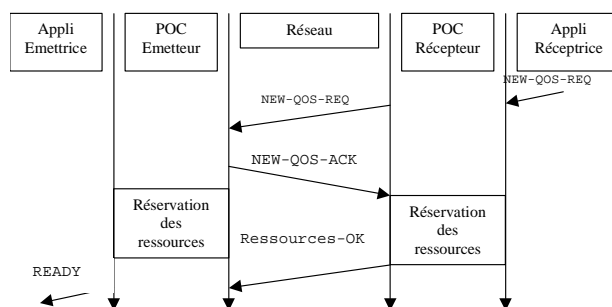 Appli
Emettrice
POC
Emetteur
Réseau
POC
Récepteur
Appli
Réceptrice
NEW-QOS-REQ
NEW-QOS-REQ
NEW-QOS-ACK
Réservation
des
ressources
Réservation
des
ressources
Ressources-OK
READY